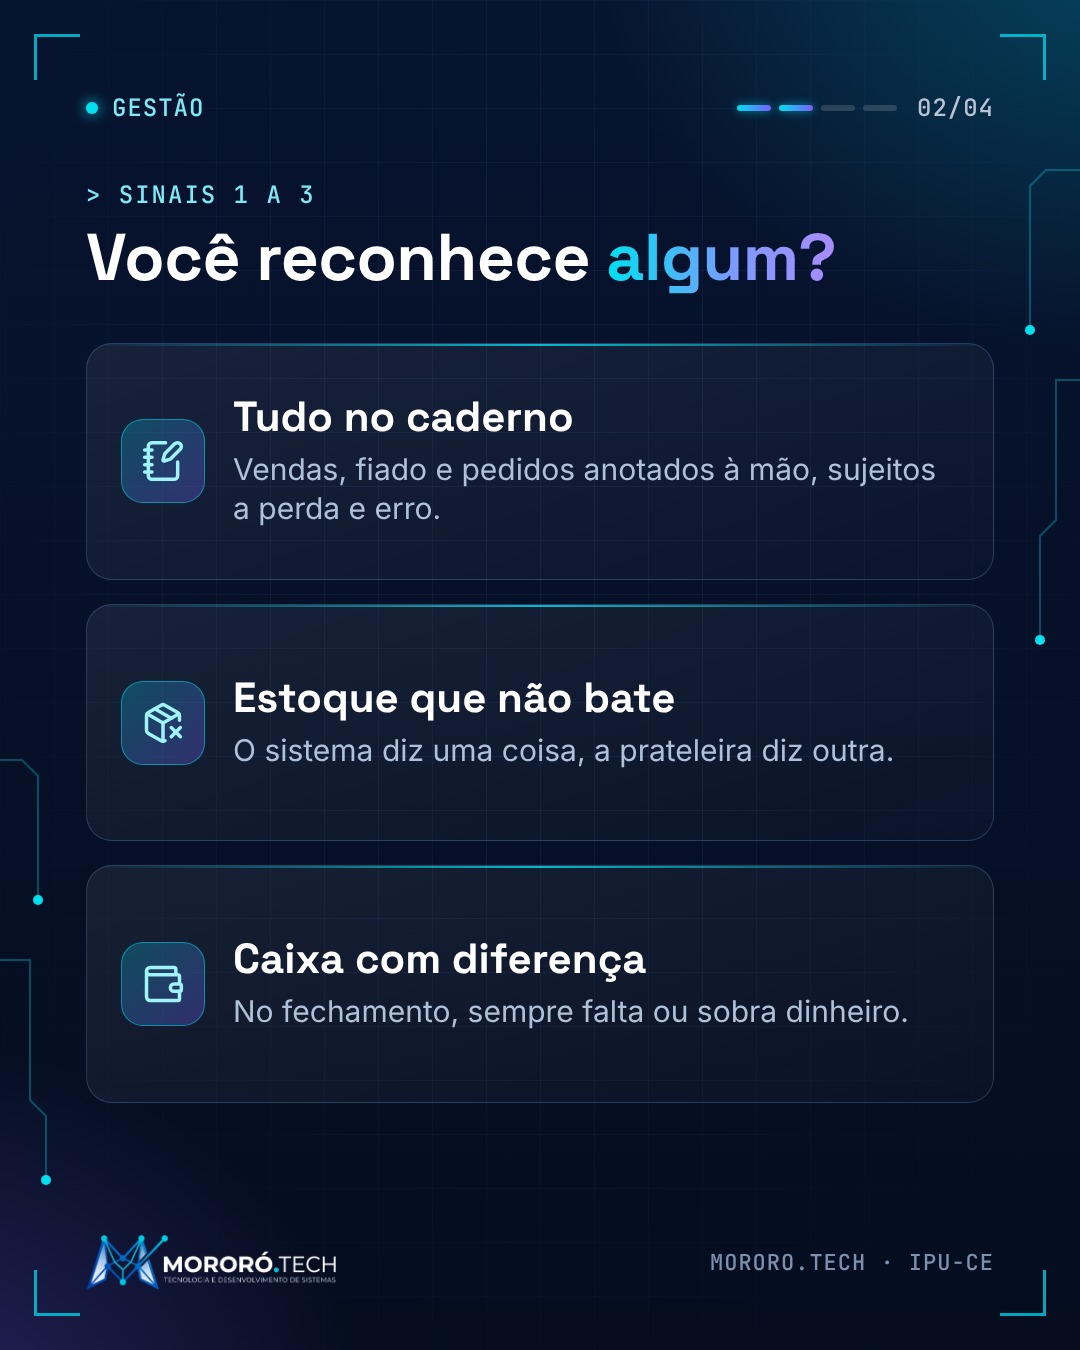 GESTÃO
02/04
> SINAIS 1 A 3
Você reconhece algum?
Tudo no caderno
Vendas, fiado e pedidos anotados à mão, sujeitos
a perda e erro.
Estoque que não bate
O sistema diz uma coisa, a prateleira diz outra.
Caixa com diferença
No fechamento, sempre falta ou sobra dinheiro.
MORORÓ.TECH
TECNOLOGIA E DESENVOLVIMENTO DE SISTEMAS
MORORO.TECH · IPU-CE